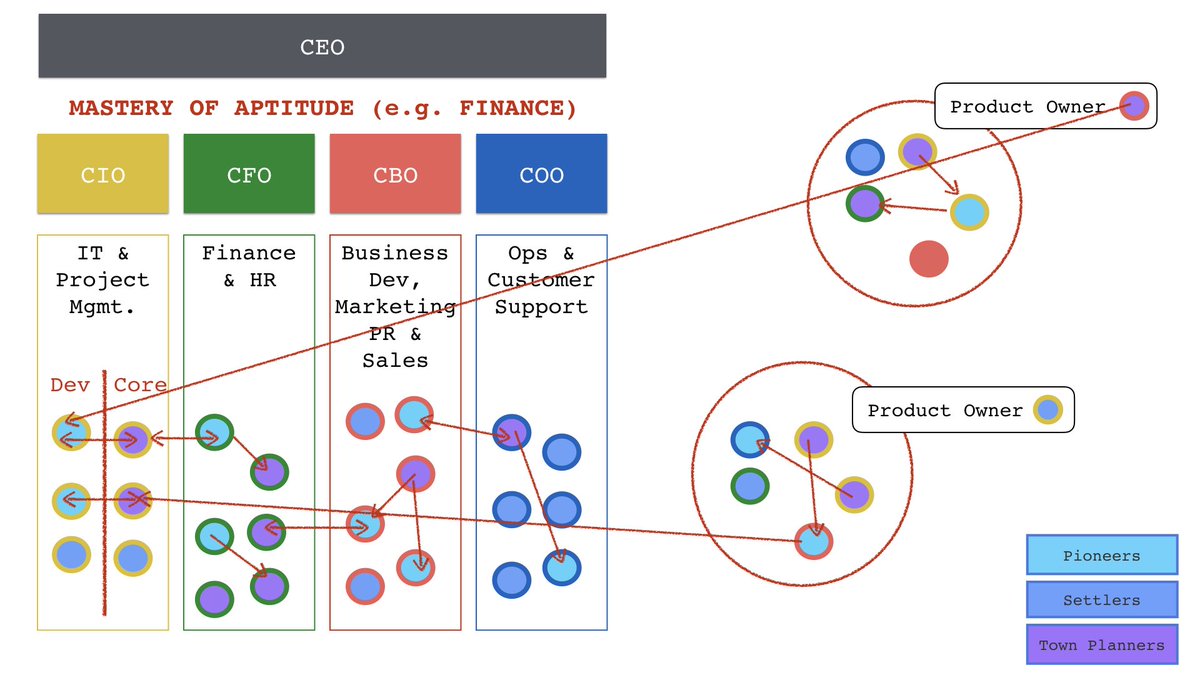 CEO
MASTERY OF APTITUDE (e.g. FINANCE)
CIO
CFO
CBO
COO
IT &
Project
Mgmt.
Finance
& HR
Business
Dev,
Marketing
PR &
Sales
Ops &
Customer
Support
Dev
Core
Product Owner
Product Owner
Pioneers
Settlers
Town Planners